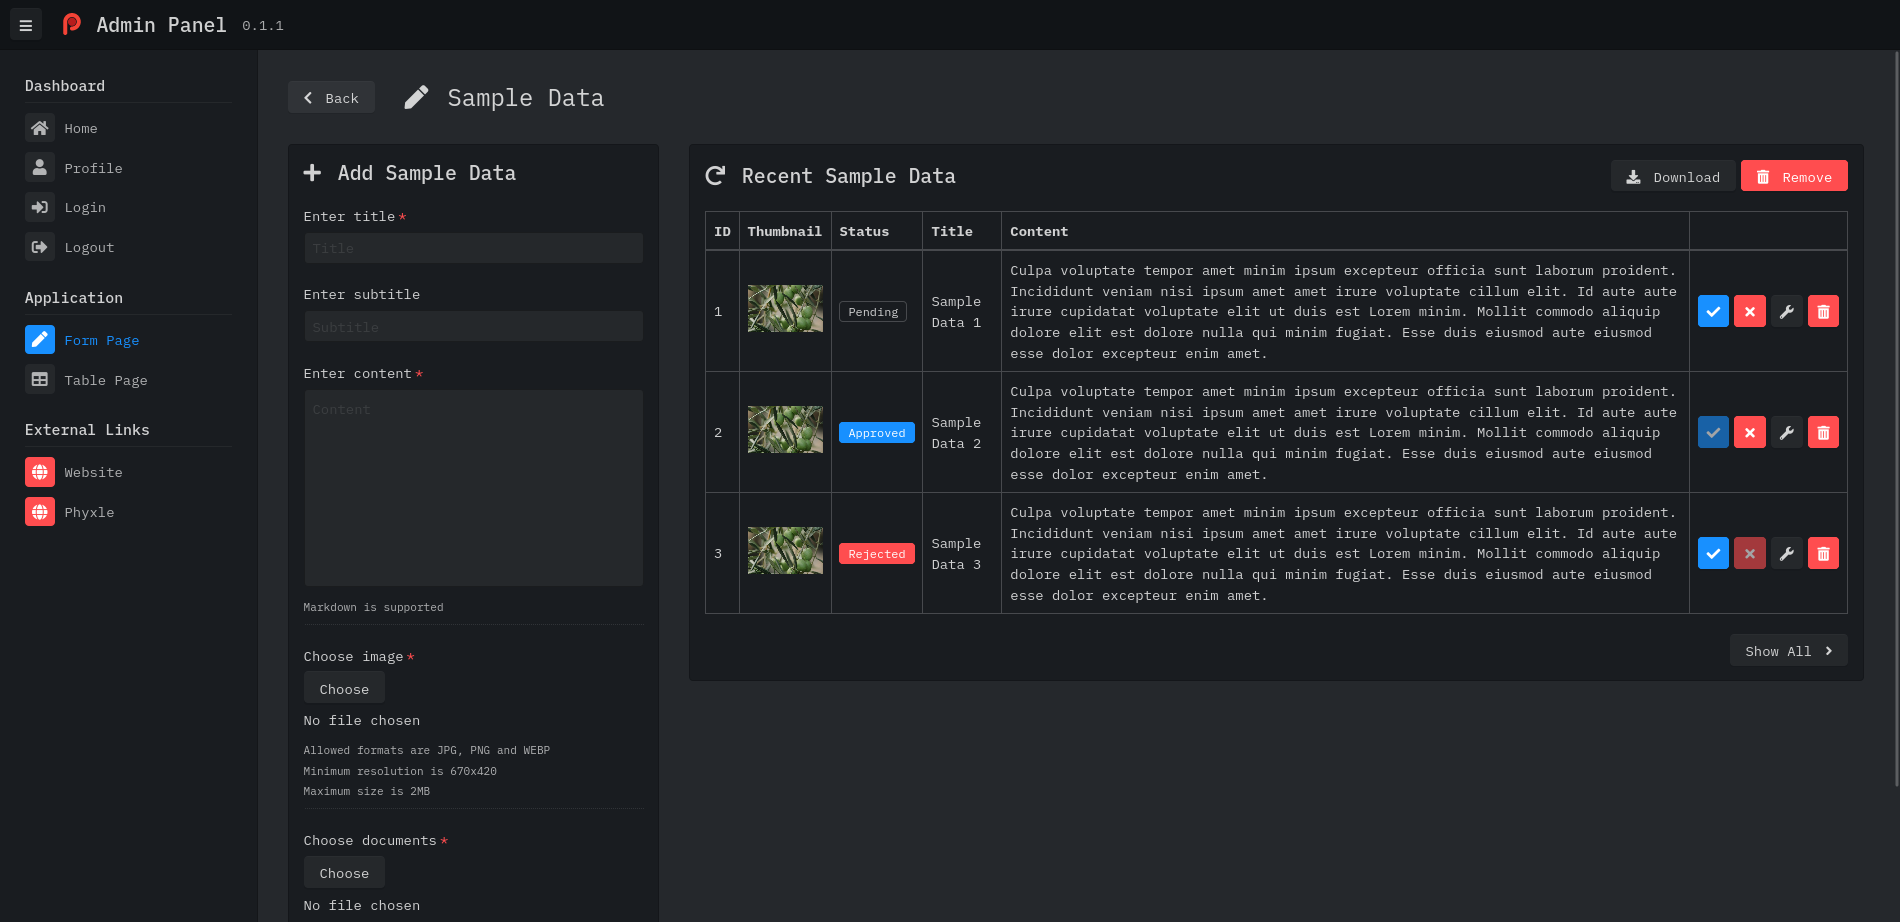 Admin Panel 0.1.1
Dashboard
Home
Profile
Login
Logout
Application
Form Page
Table Page
External Links
Website
Phyxle
Back
Sample Data
Add Sample Data
Enter title *
Title
Enter subtitle
Subtitle
Enter content *
Content
Markdown is supported
Choose image *
Choose
No file chosen
Allowed formats are JPG, PNG and WEBP
Minimum resolution is 670x420
Maximum size is 2MB
Choose documents *
Choose
No file chosen
Recent Sample Data
Download
Remove
ID Thumbnail Status Title Content
1 Pending Sample Data 1
Culpa voluptate tempor amet minim ipsum excepteur officia sunt laborum proident.
Incididunt veniam nisi ipsum amet amet irure voluptate cillum elit. Id aute aute
irure cupidatat voluptate elit ut duis est Lorem minim. Mollit commodo aliquip
dolore elit est dolore nulla qui minim fugiat. Esse duis eiusmod aute eiusmod
esse dolor excepteur enim amet.
2 Approved Sample Data 2
Culpa voluptate tempor amet minim ipsum excepteur officia sunt laborum proident.
Incididunt veniam nisi ipsum amet amet irure voluptate cillum elit. Id aute aute
irure cupidatat voluptate elit ut duis est Lorem minim. Mollit commodo aliquip
dolore elit est dolore nulla qui minim fugiat. Esse duis eiusmod aute eiusmod
esse dolor excepteur enim amet.
3 Rejected Sample Data 3
Culpa voluptate tempor amet minim ipsum excepteur officia sunt laborum proident.
Incididunt veniam nisi ipsum amet amet irure voluptate cillum elit. Id aute aute
irure cupidatat voluptate elit ut duis est Lorem minim. Mollit commodo aliquip
dolore elit est dolore nulla qui minim fugiat. Esse duis eiusmod aute eiusmod
esse dolor excepteur enim amet.
Show All